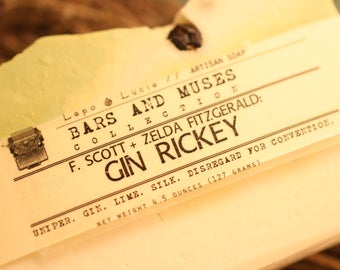 Lapo @ Lucia // ARTISAN SOAP
BARS AND MUSES
COLLECTION
F. SCOTT + ZELDA FITZGERALD:
GIN RICKEY
UNIPER. GIN. LIME. SILK. DISREGARD FOR CONVENTION.
NET WEIGHT 4.5 OUNCES (127 GRAMS)